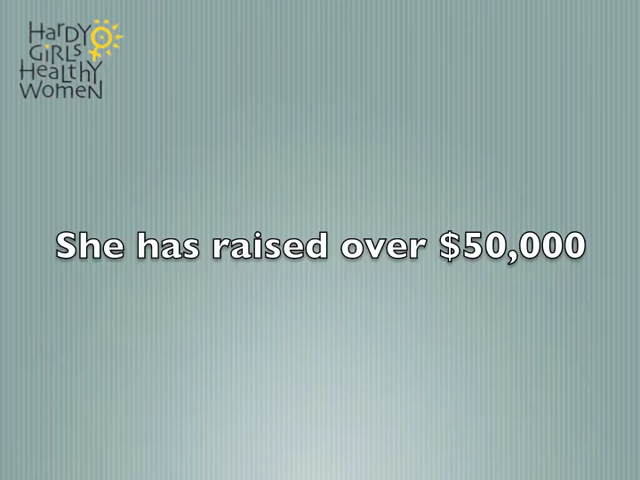 HaRDY
GiRLS
HeaLtHY
WomeN
She has raised over $50,000